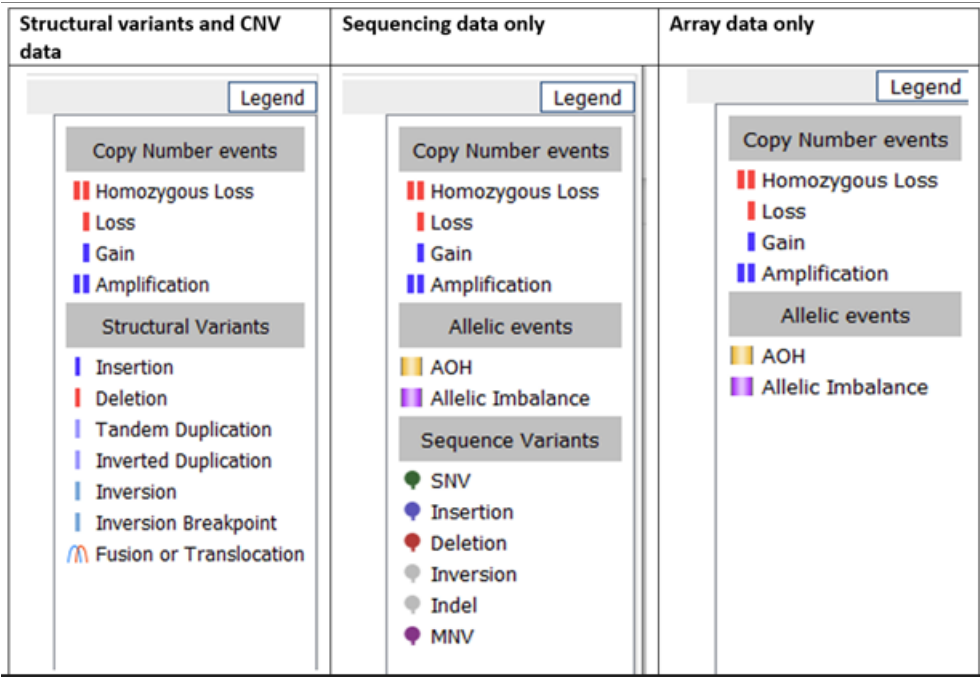 Structural variants and CNV
data
Legend
Copy Number events
Homozygous Loss
Loss
Gain
Amplification
Structural Variants
Insertion
Deletion
Tandem Duplication
Inverted Duplication
Inversion
Inversion Breakpoint
Fusion or Translocation
Sequencing data only
Legend
Copy Number events
Homozygous Loss
Loss
Gain
Amplification
Allelic events
AOH
Allelic Imbalance
Sequence Variants
SNV
Insertion
Deletion
Inversion
Indel
MNV
Array data only
Legend
Copy Number events
Homozygous Loss
Loss
Gain
Amplification
Allelic events
AOH
Allelic Imbalance